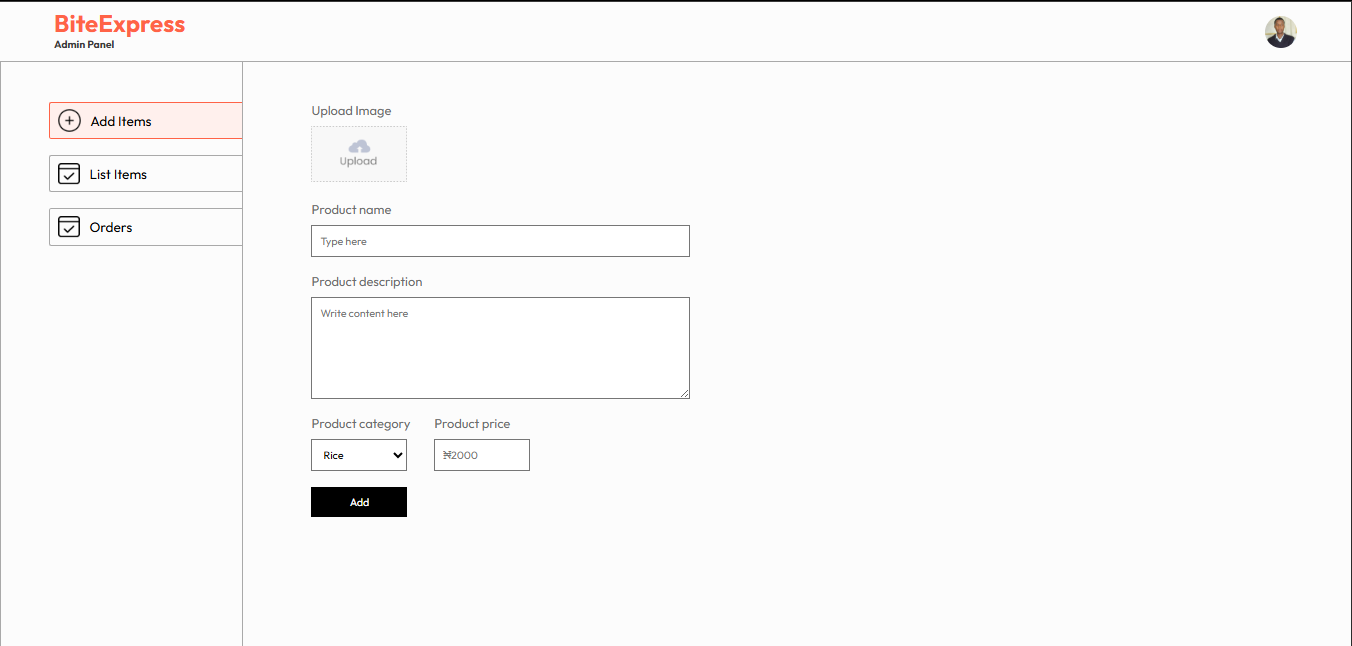 BiteExpress
Admin Panel
Add Items
List Items
Orders
Upload Image
Upload
Product name
Type here
Product description
Write content here
Product category
Product price
Rice
₦2000
Add